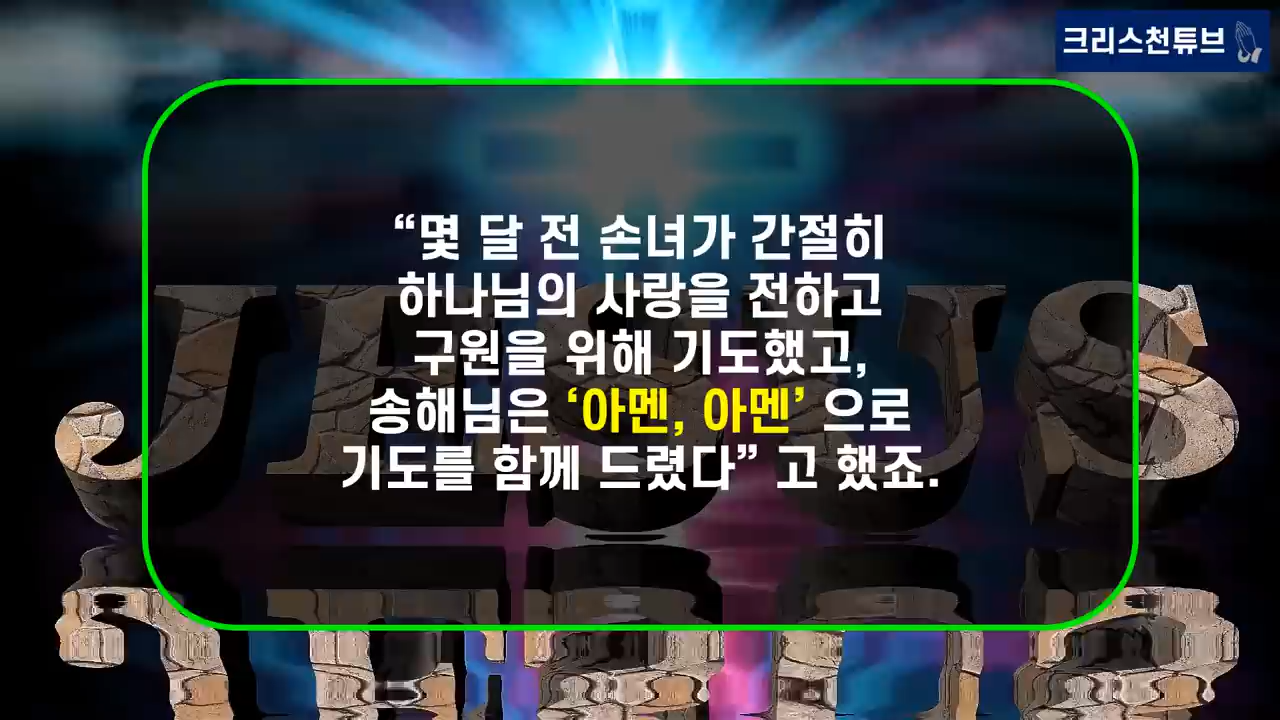 크리스천튜브
“몇 달 전 손녀가 간절히
하나님의 사랑을 전하고
구원을 위해 기도했고,
송해님은 ‘아멘, 아멘’ 으로
기도를 함께 드렸다” 고 했죠.
JESUS